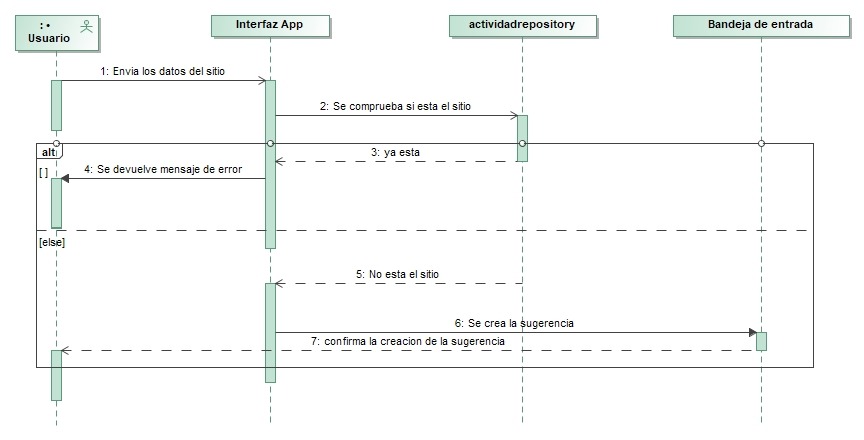 : •
Usuario
Interfaz App
actividadrepository
Bandeja de entrada
1: Envia los datos del sitio
2: Se comprueba si esta el sitio
alt
3: ya esta
[ ]
4: Se devuelve mensaje de error
[else]
5: No esta el sitio
6: Se crea la sugerencia
7: confirma la creacion de la sugerencia